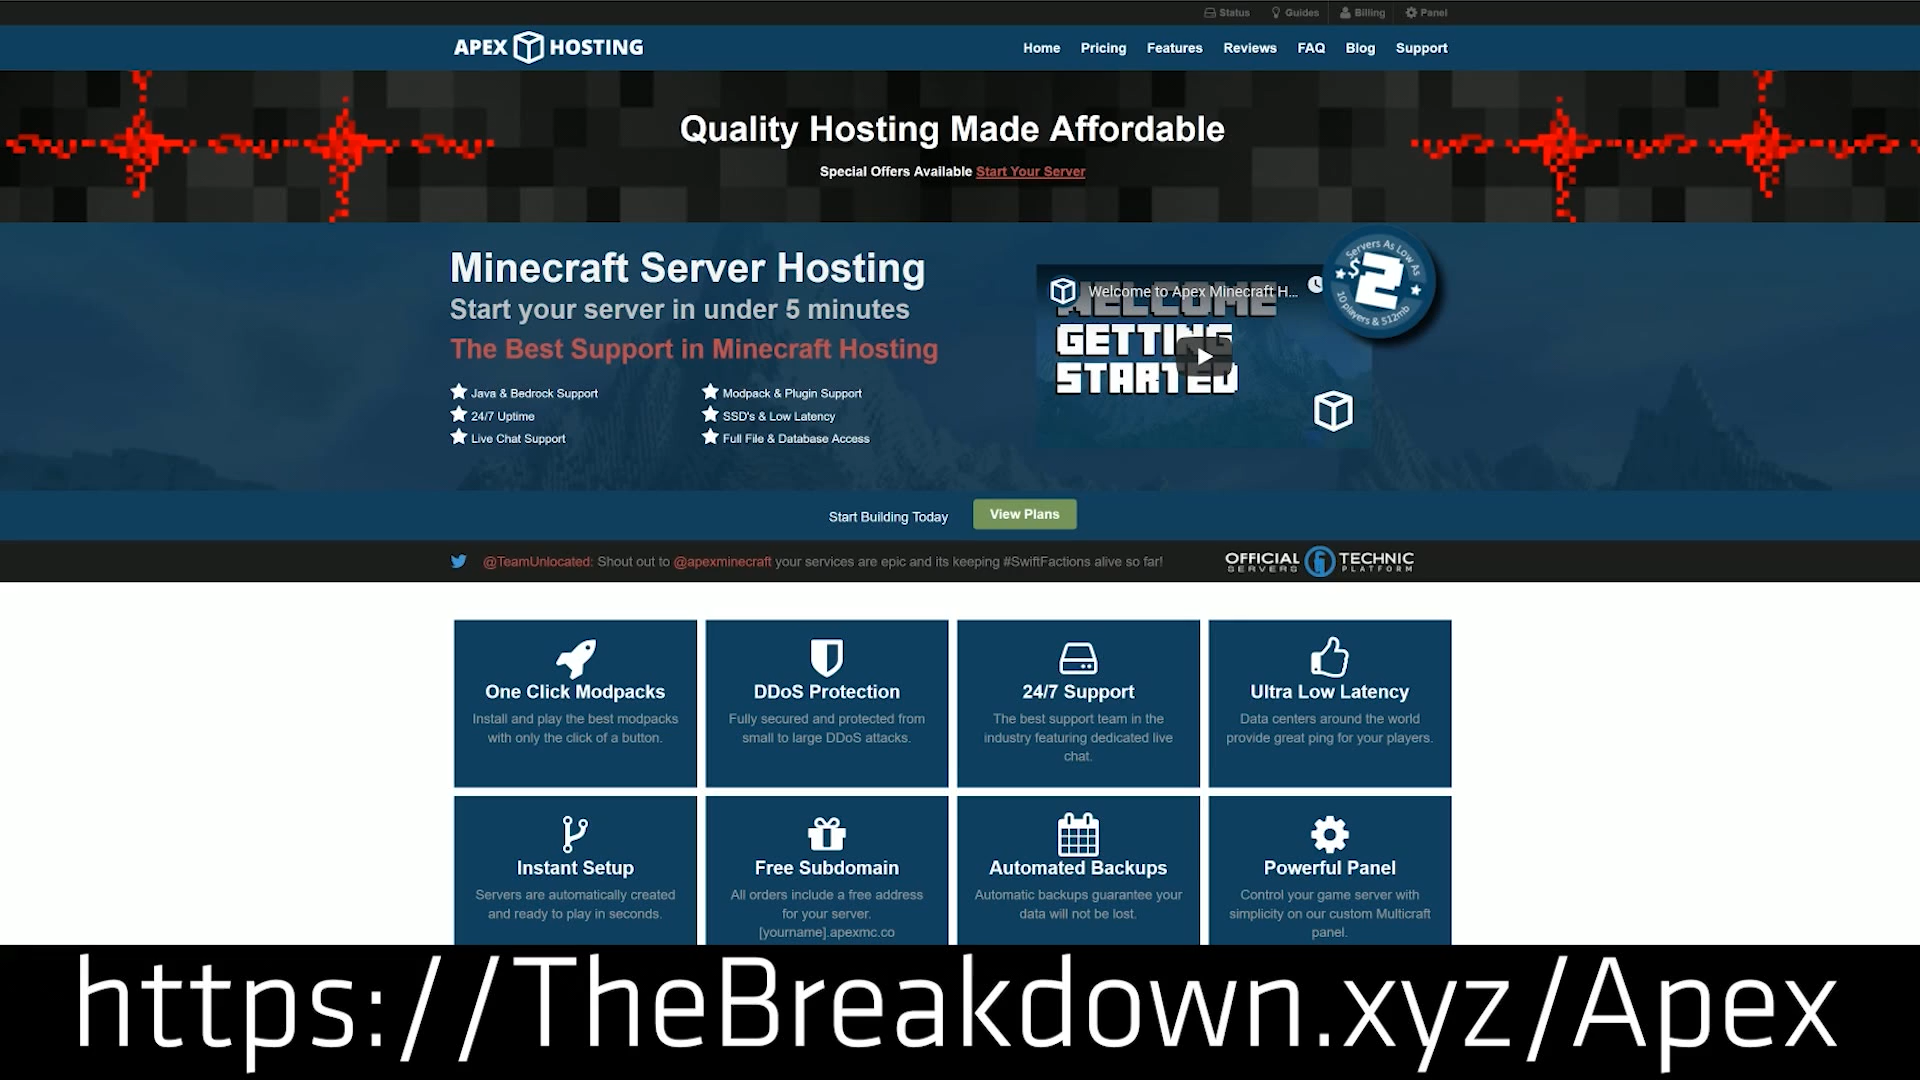 Status Guides Billing Panel
APEX HOSTING
Home Pricing Features Reviews FAQ Blog Support
Quality Hosting Made Affordable
Special Offers Available Start Your Server
Minecraft Server Hosting
Start your server in under 5 minutes
The Best Support in Minecraft Hosting
Java & Bedrock Support
24/7 Uptime
Live Chat Support
Modpack & Plugin Support
SSD's & Low Latency
Full File & Database Access
Welcome to Apex Minecraft H...
WELCOME
GETTING
STARTED
Servers As Low As
$2
10 players & 512mb
Start Building Today View Plans
@TeamUnlocated: Shout out to @apexminecraft your services are epic and its keeping #SwiftFactions alive so far!
OFFICIAL TECHNIC
SERVERS PLATFORM
One Click Modpacks
Install and play the best modpacks
with only the click of a button.
DDoS Protection
Fully secured and protected from
small to large DDoS attacks.
24/7 Support
The best support team in the
industry featuring dedicated live
chat.
Ultra Low Latency
Data centers around the world
provide great ping for your players.
Instant Setup
Servers are automatically created
and ready to play in seconds.
Free Subdomain
All orders include a free address
for your server.
[yourname].apexmc.co
Automated Backups
Automatic backups guarantee your
data will not be lost.
Powerful Panel
Control your game server with
simplicity on our custom Multicraft
panel.
https://TheBreakdown.xyz/Apex